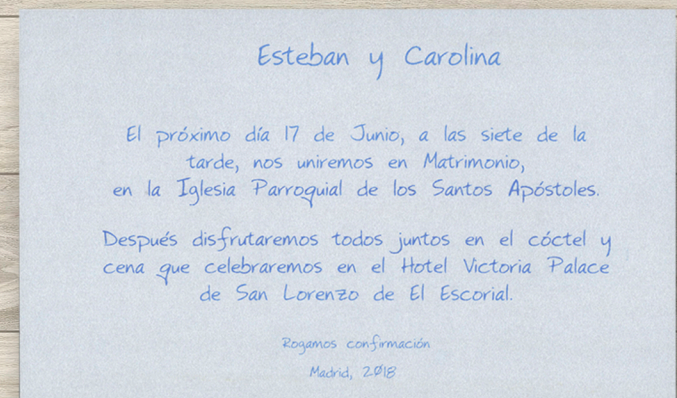 Esteban y Carolina
El próximo día 17 de Junio, a las siete de la
tarde, nos uniremos en Matrimonio,
en la Iglesia Parroquial de los Santos Apóstoles.
Después disfrutaremos todos juntos en el cóctel y
cena que celebraremos en el Hotel Victoria Palace
de San Lorenzo de El Escorial.
Rogamos confirmación
Madrid, 2018